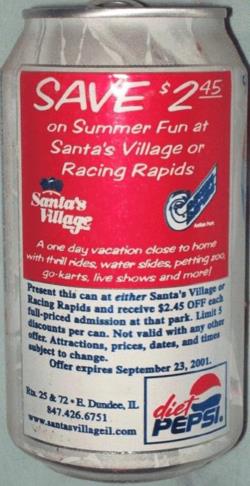 SAVE $2.45
on Summer Fun at
Santa's Village or
Racing Rapids
Santa's
Village
A one day vacation close to home
with thrill rides, water slides, petting zoo,
go-karts, live shows and more!
Present this can at either Santa's Village or
Racing Rapids and receive $2.45 OFF each
full-priced admission at that park. Limit 5
discounts per can. Not valid with any other
offer. Attractions, prices, dates, and times
subject to change.
Offer expires September 23, 2001.
Rts. 25 & 72 • E. Dundee, IL
847.426.6751
www.santasvillageil.com
diet
PEPSI